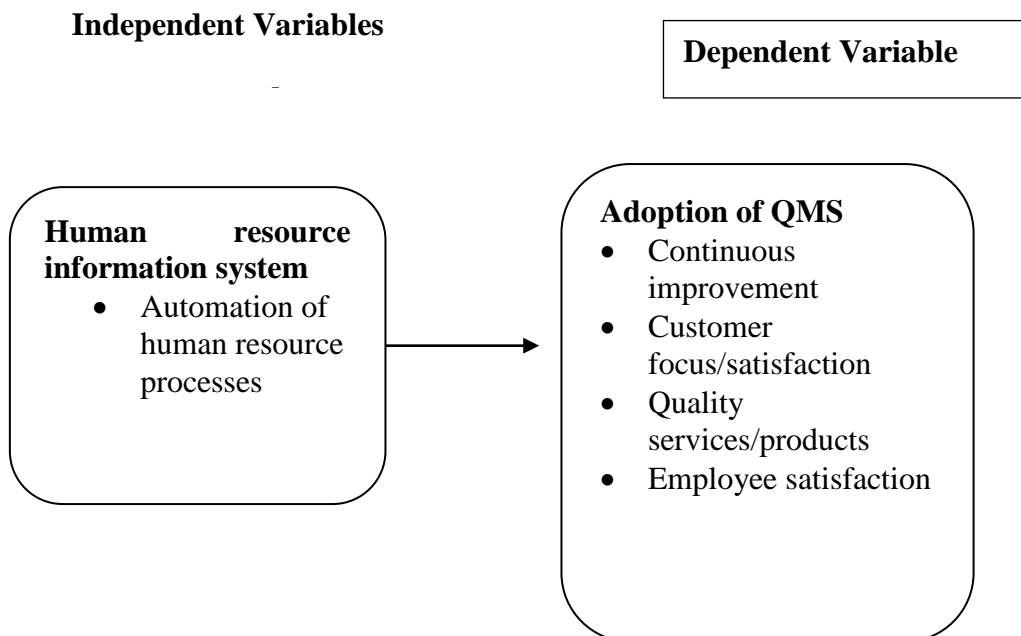 Independent Variables
Dependent Variable
Human resource
information system
• Automation of
human resource
processes
Adoption of QMS
• Continuous
improvement
• Customer
focus/satisfaction
• Quality
services/products
• Employee satisfaction